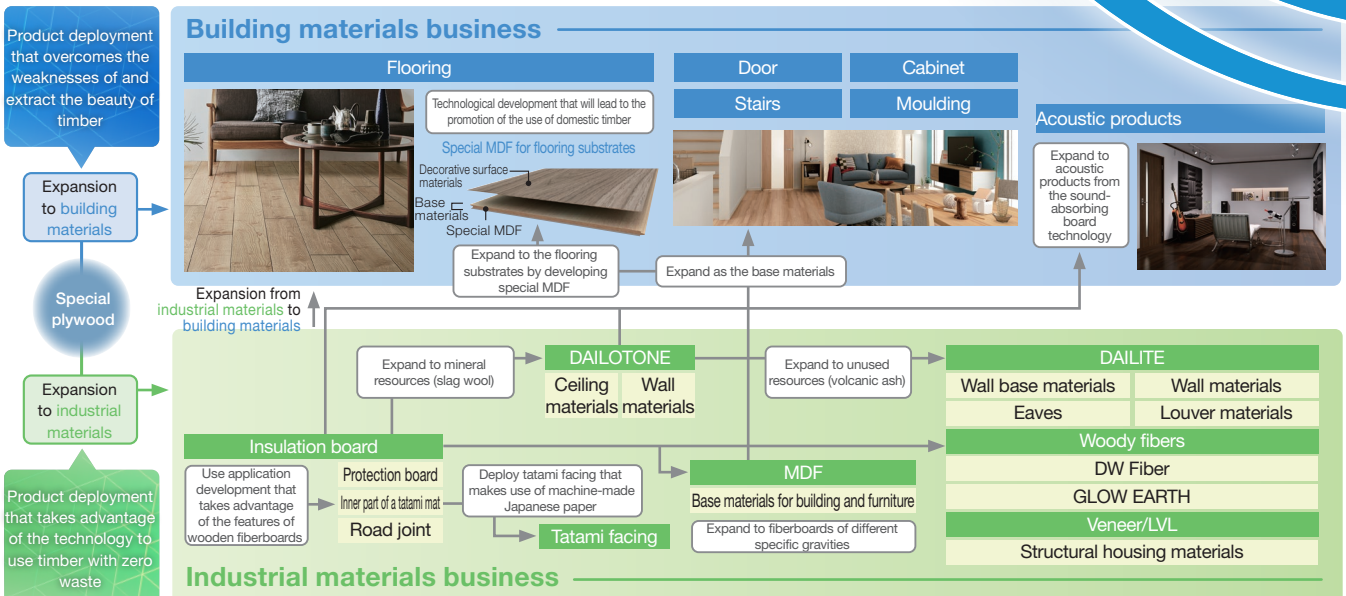 Product deployment
that overcomes the
weaknesses of and
extract the beauty of
timber
Expansion
to building
materials
Special
plywood
Expansion
to industrial
materials
Product deployment
that takes advantage
of the technology to
use timber with zero
waste
Building materials business
Flooring
Technological development that will lead to the
promotion of the use of domestic timber
Special MDF for flooring substrates
Decorative surface
materials
Base
materials
Special MDF
Expand to the flooring
substrates by developing
special MDF
Door
Cabinet
Stairs
Moulding
Expand as the base materials
Acoustic products
Expand to
acoustic
products from
the sound-
absorbing
board
technology
Expansion from
industrial materials to
building materials
Expand to mineral
resources (slag wool)
DAILOTONE
Ceiling
materials
Wall
materials
Expand to unused
resources (volcanic ash)
DAILITE
Wall base materials
Wall materials
Eaves
Louver materials
Insulation board
Use application
development that
takes advantage
of the features of
wooden fiberboards
Protection board
Inner part of a tatami mat
Road joint
Deploy tatami facing that
makes use of machine-made
Japanese paper
Tatami facing
MDF
Base materials for building and furniture
Expand to fiberboards of different
specific gravities
Woody fibers
DW Fiber
GLOW EARTH
Veneer/LVL
Structural housing materials
Industrial materials business